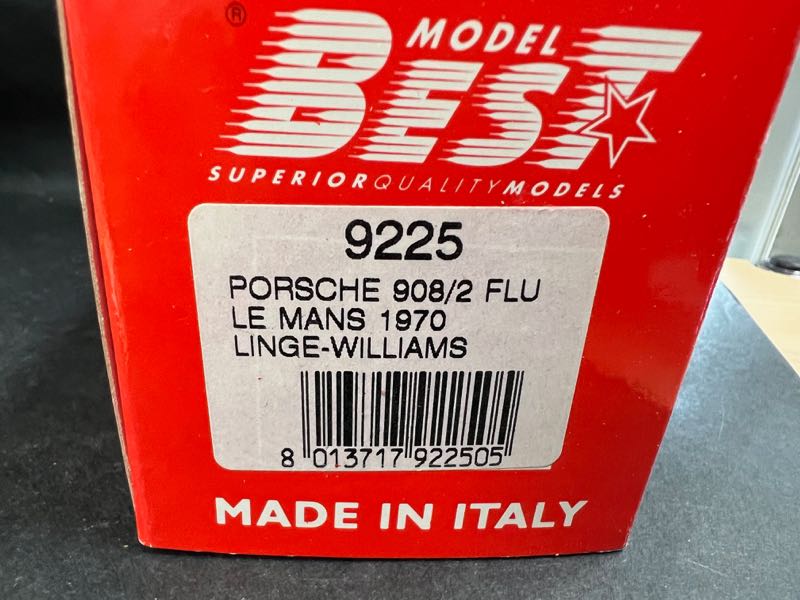 ®
MODEL
BEST
SUPERIORQUALITYMODELS
9225
PORSCHE 908/2 FLU
LE MANS 1970
LINGE-WILLIAMS
8 013717 922505
MADE IN ITALY